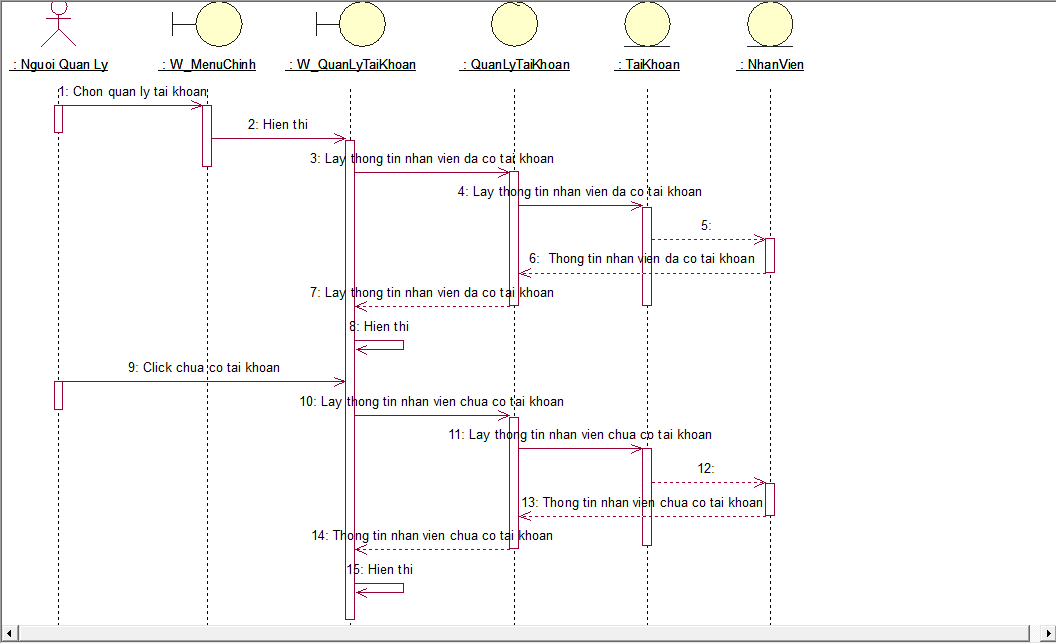 : Nguoi Quan Ly
: W_MenuChinh
: W_QuanLyTaiKhoan
: QuanLyTaiKhoan
: TaiKhoan
: NhanVien
1: Chon quan ly tai khoan
2: Hien thi
3: Lay thong tin nhan vien da co tai khoan
4: Lay thong tin nhan vien da co tai khoan
5:
6: Thong tin nhan vien da co tai khoan
7: Lay thong tin nhan vien da co tai khoan
8: Hien thi
9: Click chua co tai khoan
10: Lay thong tin nhan vien chua co tai khoan
11: Lay thong tin nhan vien chua co tai khoan
12:
13: Thong tin nhan vien chua co tai khoan
14: Thong tin nhan vien chua co tai khoan
15: Hien thi